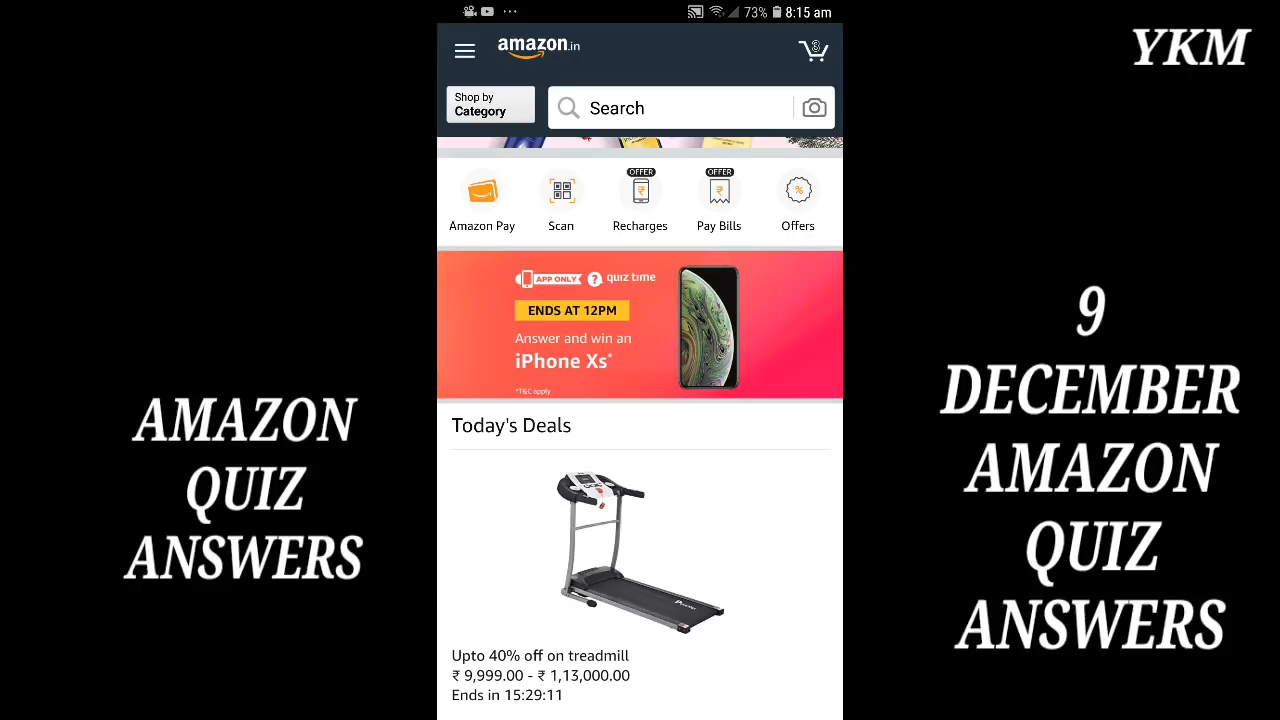 73% 8:15 am
YKM
amazon.in
3
Shop by
Category
Search
OFFER
OFFER
Amazon Pay
Scan
Recharges
Pay Bills
Offers
APP ONLY ? quiz time
ENDS AT 12PM
Answer and win an
iPhone Xs*
*T&C apply
Today's Deals
Upto 40% off on treadmill
₹ 9,999.00 - ₹ 1,13,000.00
Ends in 15:29:11
AMAZON
QUIZ
ANSWERS
9
DECEMBER
AMAZON
QUIZ
ANSWERS